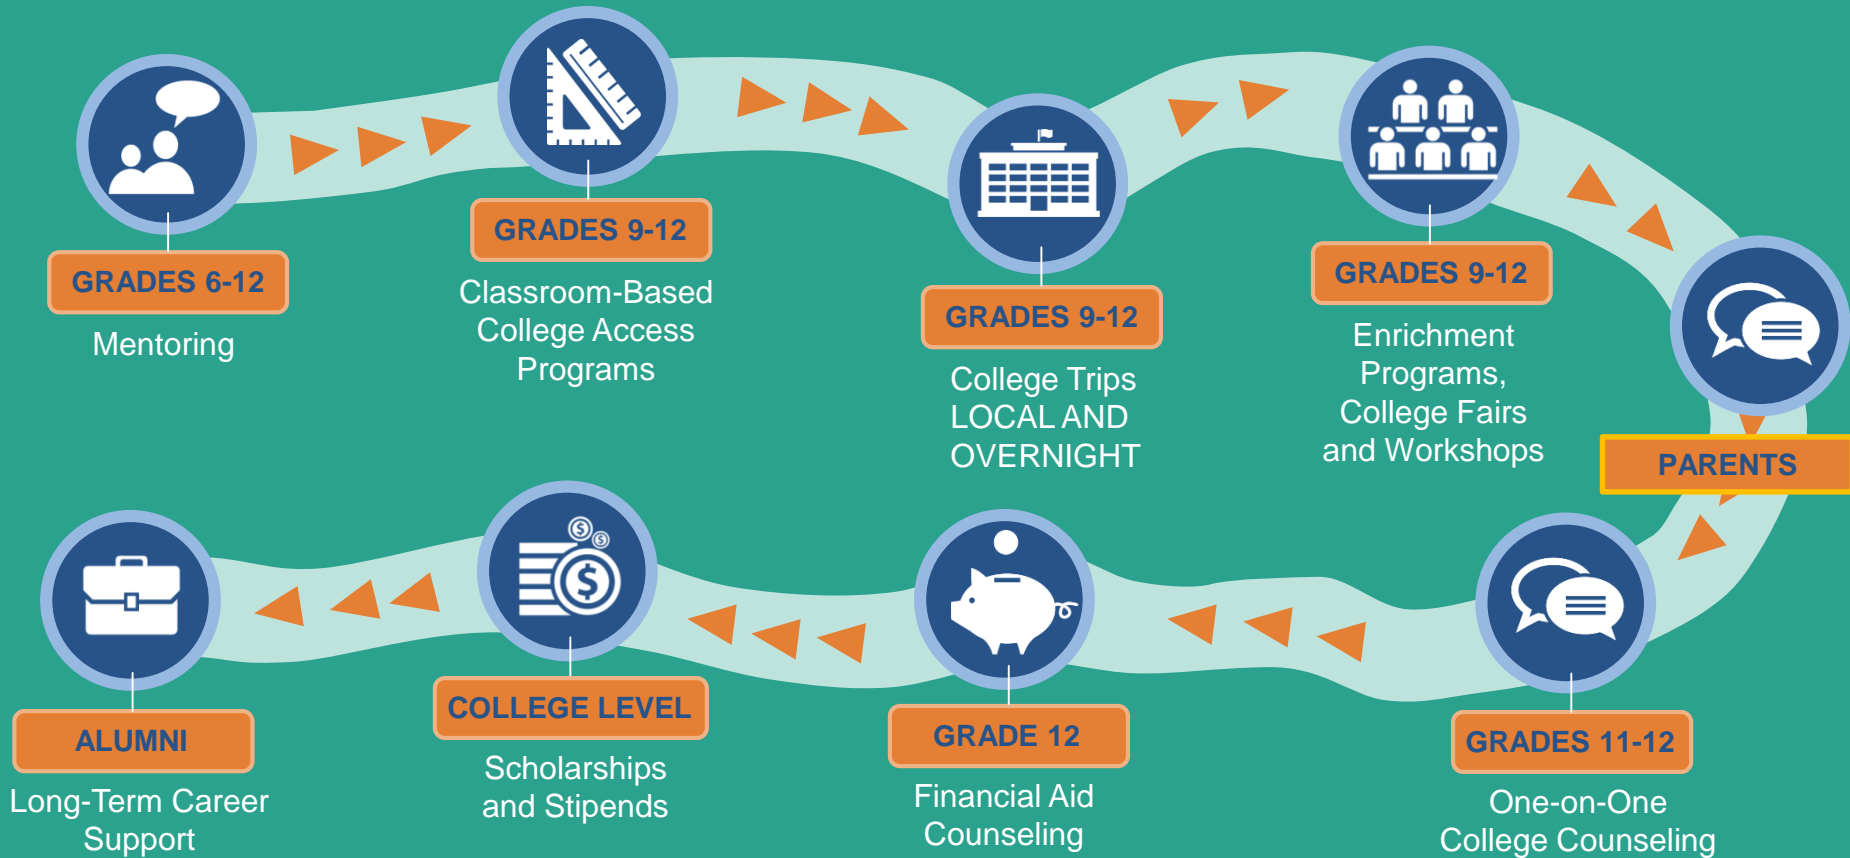 GRADES 6-12
Mentoring
GRADES 9-12
Classroom-Based
College Access
Programs
GRADES 9-12
College Trips
LOCAL AND
OVERNIGHT
GRADES 9-12
Enrichment
Programs,
College Fairs
and Workshops
PARENTS
GRADES 11-12
One-on-One
College Counseling
GRADE 12
Financial Aid
Counseling
COLLEGE LEVEL
Scholarships
and Stipends
ALUMNI
Long-Term Career
Support